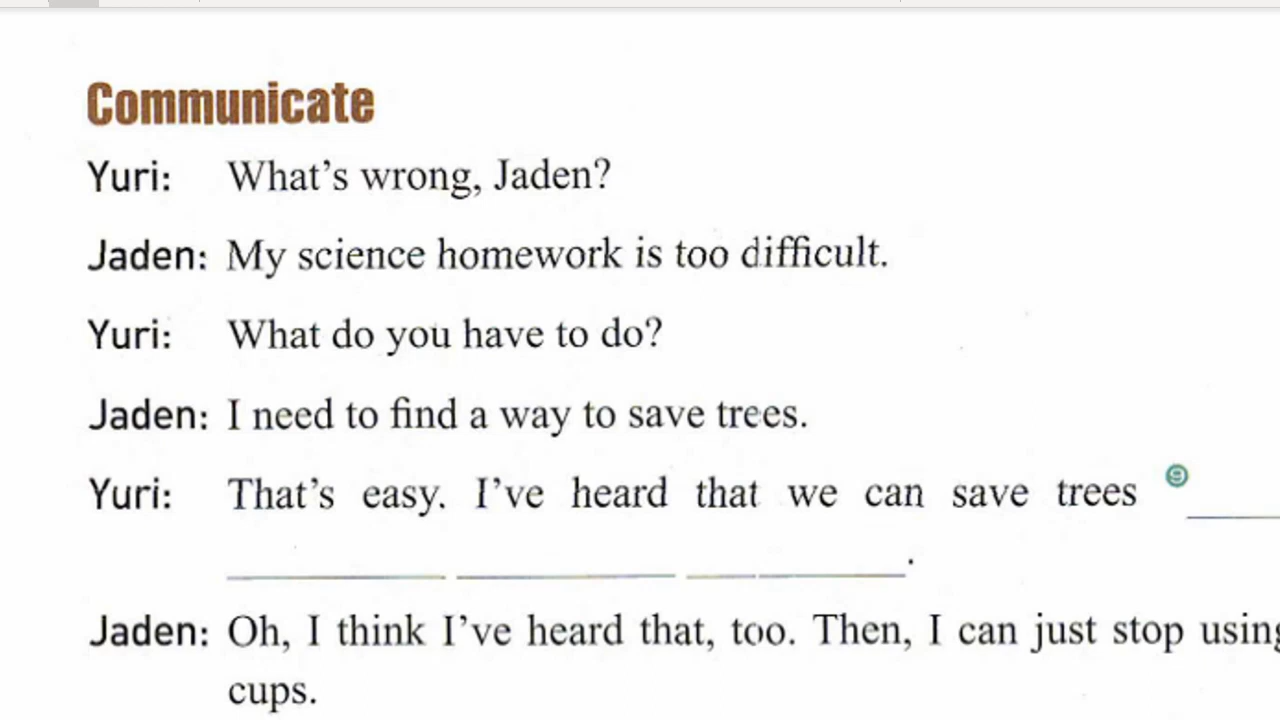 Communicate
Yuri: What's wrong, Jaden?
Jaden: My science homework is too difficult.
Yuri: What do you have to do?
Jaden: I need to find a way to save trees.
Yuri: That's easy. I've heard that we can save trees ⑨
.
Jaden: Oh, I think I've heard that, too. Then, I can just stop using
cups.